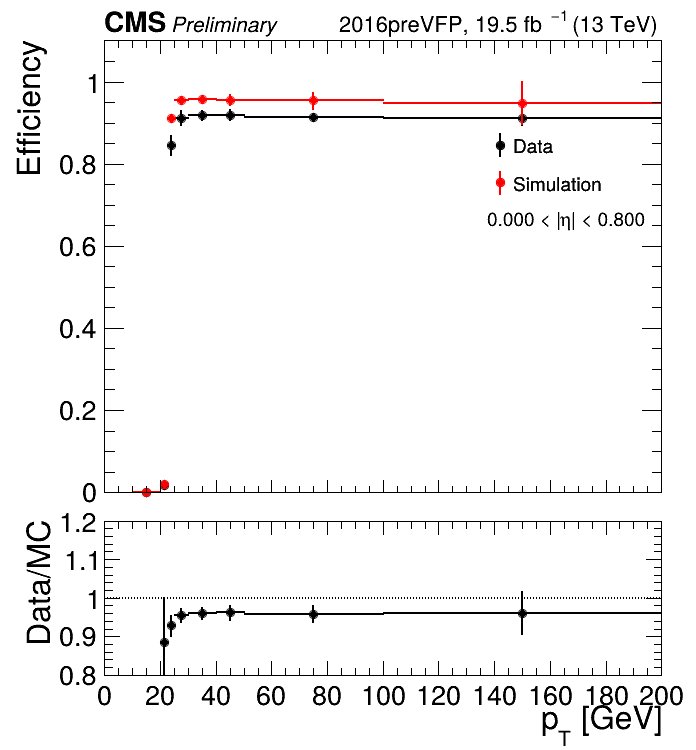 CMS Preliminary 2016preVFP, 19.5 fb⁻¹ (13 TeV)
Efficiency
1
0.8
0.6
0.4
0.2
0
Data
Simulation
0.000 < |η| < 0.800
Data/MC
1.2
1.1
1
0.9
0.8
0 20 40 60 80 100 120 140 160 180 200
p_T [GeV]